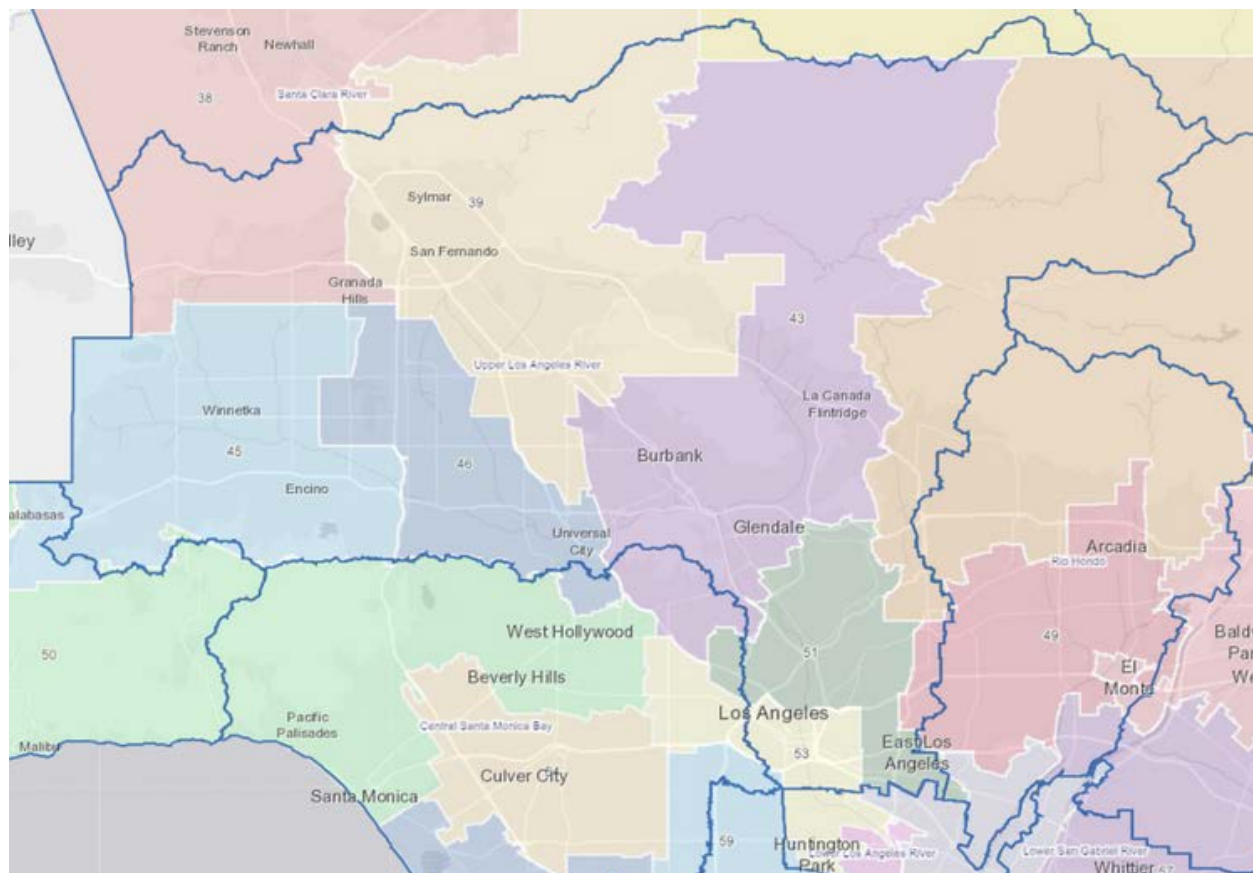 Stevenson
Ranch
Newhall
38
Santa Clara River
Sylmar
39
lley
San Fernando
Granada
Hills
43
Upper Los Angeles River
La Canada
Flintridge
Winnetka
45
46
Burbank
Encino
alabasas
Universal
City
Glendale
Arcadia
Rio Hondo
West Hollywood
49
Baldw
Par
We
50
51
El
Monte
Beverly Hills
Pacific
Palisades
Central Santa Monica Bay
Los Angeles
Malibu
53
East Los
Angeles
Culver City
54
Santa Monica
59
Huntington
Park
Lower Los Angeles River
Lower San Gabriel River
Whittier
57